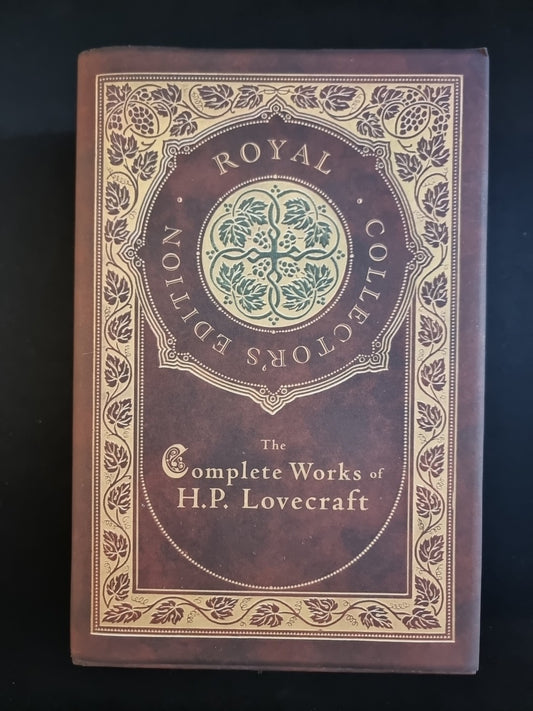 ROYAL · COLLECTOR'S EDITION ·
The
Complete Works of
H.P. Lovecraft